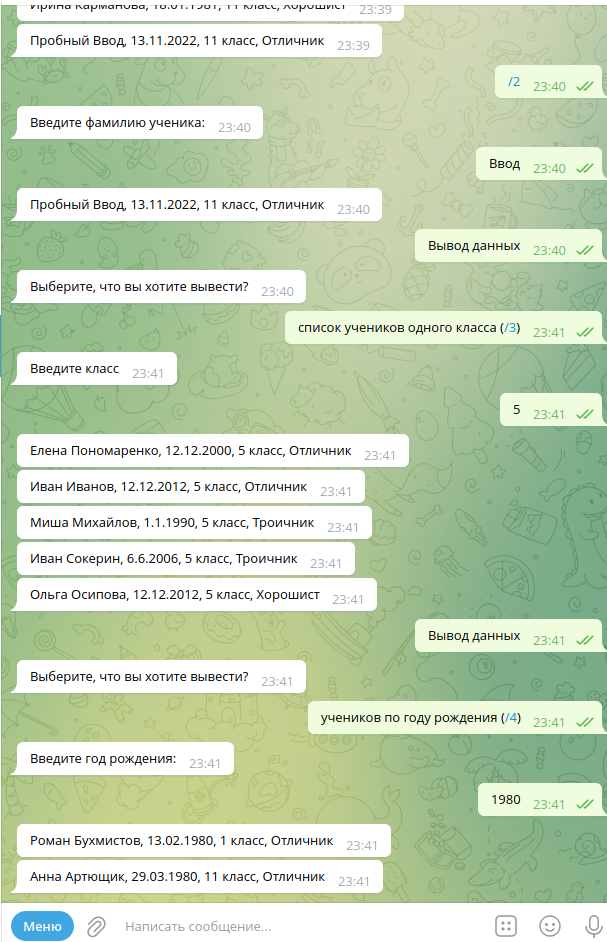 Ирина Карманова, 18.01.1981, 11 класс, Хорошист 23:39
Пробный Ввод, 13.11.2022, 11 класс, Отличник 23:39
/2 23:40
Введите фамилию ученика: 23:40
Ввод 23:40
Пробный Ввод, 13.11.2022, 11 класс, Отличник 23:40
Вывод данных 23:40
Выберите, что вы хотите вывести? 23:40
список учеников одного класса (/3) 23:41
Введите класс 23:41
5 23:41
Елена Пономаренко, 12.12.2000, 5 класс, Отличник 23:41
Иван Иванов, 12.12.2012, 5 класс, Отличник 23:41
Миша Михайлов, 1.1.1990, 5 класс, Троичник 23:41
Иван Сокерин, 6.6.2006, 5 класс, Троичник 23:41
Ольга Осипова, 12.12.2012, 5 класс, Хорошист 23:41
Вывод данных 23:41
Выберите, что вы хотите вывести? 23:41
учеников по году рождения (/4) 23:41
Введите год рождения: 23:41
1980 23:41
Роман Бухмистов, 13.02.1980, 1 класс, Отличник 23:41
Анна Артющик, 29.03.1980, 11 класс, Отличник 23:41
Меню Написать сообщение...